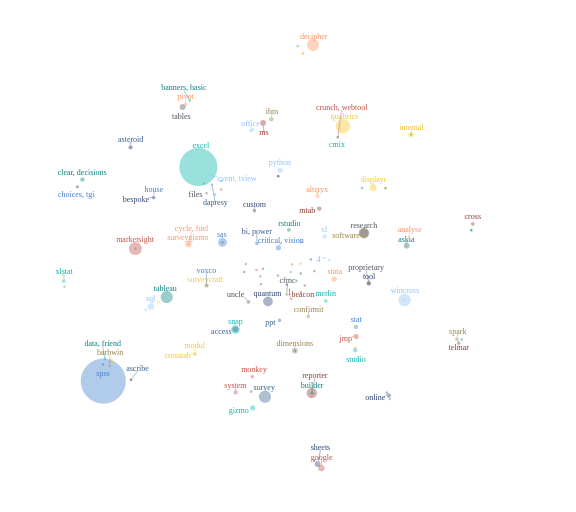 decipher
banners, basic
pivot
tables
ibm
office
ms
crunch, webtool
qualtrics
cmix
internal
asteroid
excel
python
clear, decisions
choices, tgi
house
bespoke
files
dapresy
displayr
alteryx
mtab
custom
cross
cycle, fuel
surveygizmo
marketsight
sas
bi, power
critical, vision
rstudio
xl
software
research
analyse
askia
xlstat
voxco
surveycraft
tableau
sql
uncle
quantum
cfmc
beacon
stata
proprietary
tool
merlin
wincross
confirmit
snap
access
ppt
stat
jmp
studio
spark
telmar
data, friend
barbwin
spss
ascribe
modul
crosstab
dimensions
monkey
system
survey
gizmo
reporter
builder
online
sheets
google